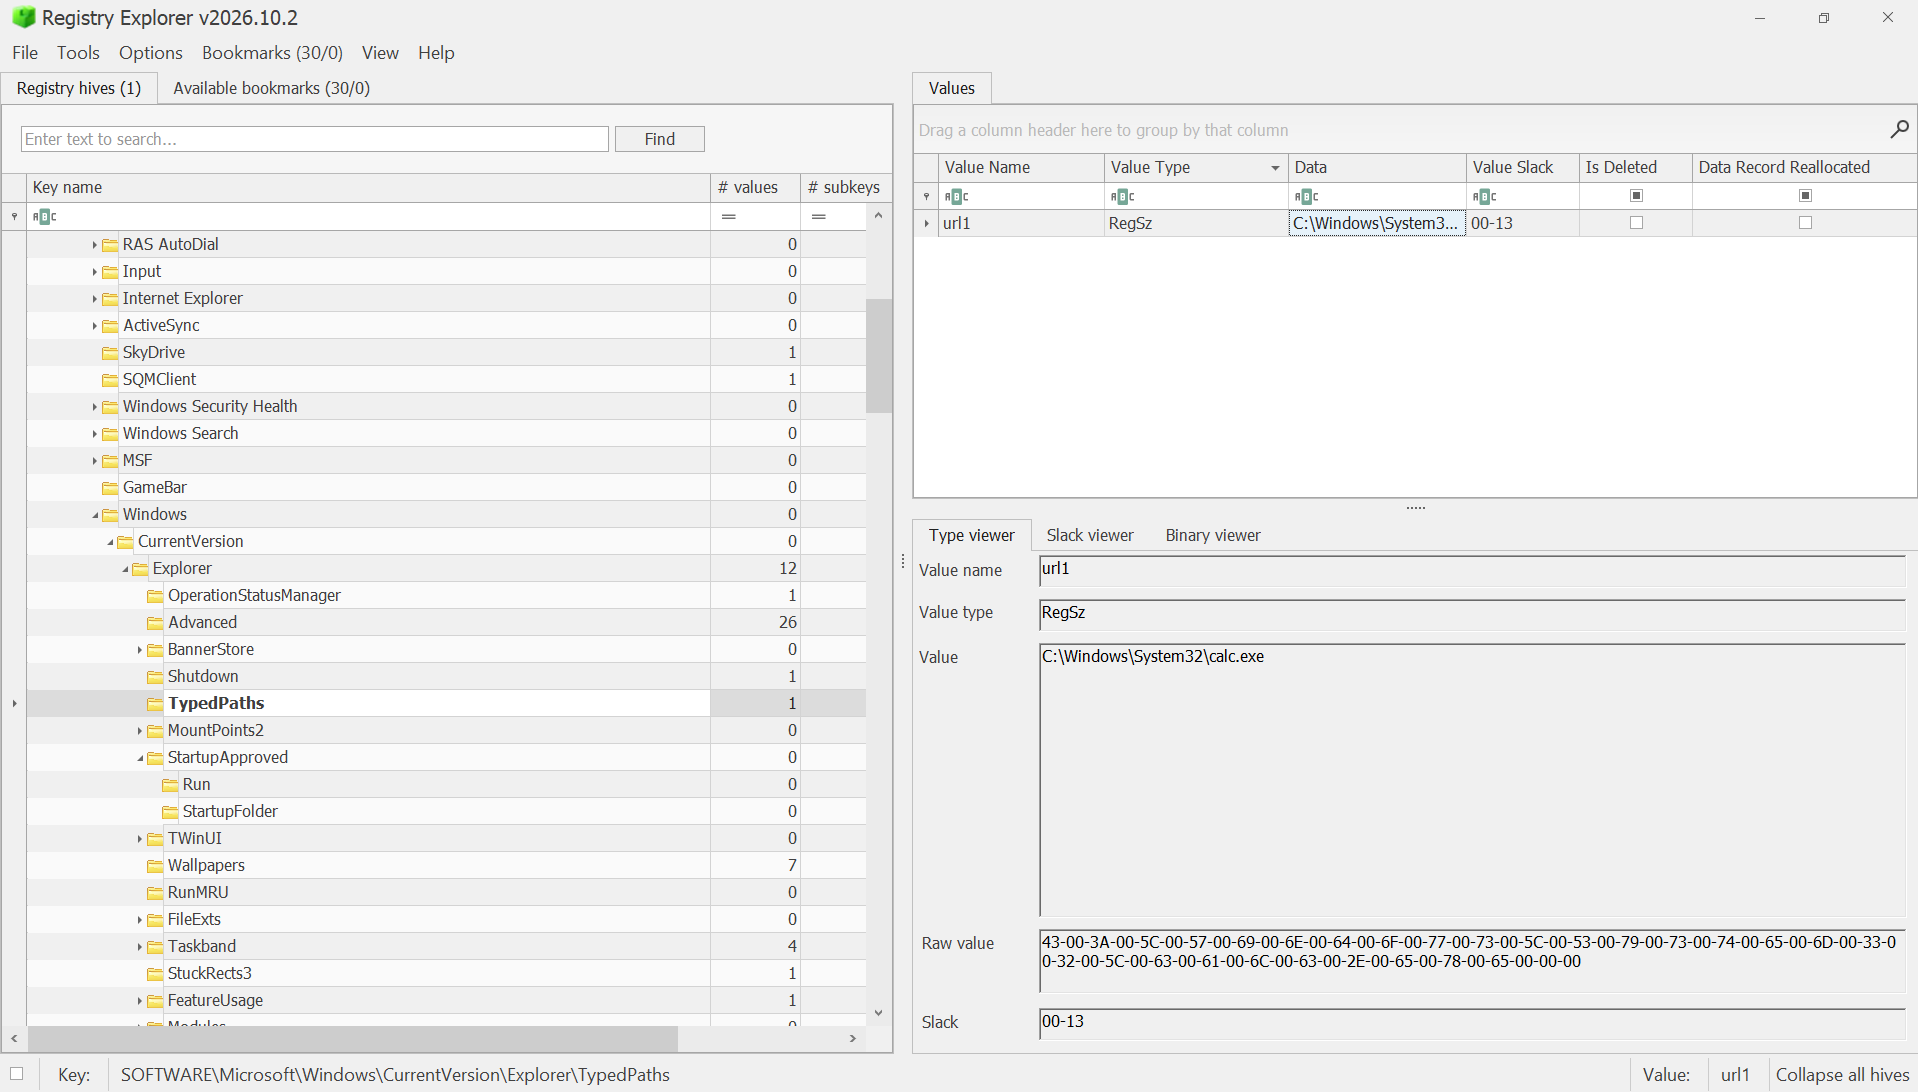 Registry Explorer v2026.10.2
File Tools Options Bookmarks (30/0) View Help
Registry hives (1) Available bookmarks (30/0)
Enter text to search... Find
Key name # values # subkeys
ABC = =
RAS AutoDial 0
Input 0
Internet Explorer 0
ActiveSync 0
SkyDrive 1
SQMClient 1
Windows Security Health 0
Windows Search 0
MSF 0
GameBar 0
Windows 0
CurrentVersion 0
Explorer 12
OperationStatusManager 1
Advanced 26
BannerStore 0
Shutdown 1
TypedPaths 1
MountPoints2 0
StartupApproved 0
Run 0
StartupFolder 0
TWinUI 0
Wallpapers 7
RunMRU 0
FileExts 0
Taskband 4
StuckRects3 1
FeatureUsage 1
Modules 0
Values
Drag a column header here to group by that column
Value Name Value Type Data Value Slack Is Deleted Data Record Reallocated
ABC ABC ABC ABC
url1 RegSz C:\Windows\System3... 00-13
Type viewer Slack viewer Binary viewer
Value name url1
Value type RegSz
Value C:\Windows\System32\calc.exe
Raw value 43-00-3A-00-5C-00-57-00-69-00-6E-00-64-00-6F-00-77-00-73-00-5C-00-53-00-79-00-73-00-74-00-65-00-6D-00-33-0
0-32-00-5C-00-63-00-61-00-6C-00-63-00-2E-00-65-00-78-00-65-00-00-00
Slack 00-13
Key: SOFTWARE\Microsoft\Windows\CurrentVersion\Explorer\TypedPaths Value: url1 Collapse all hives